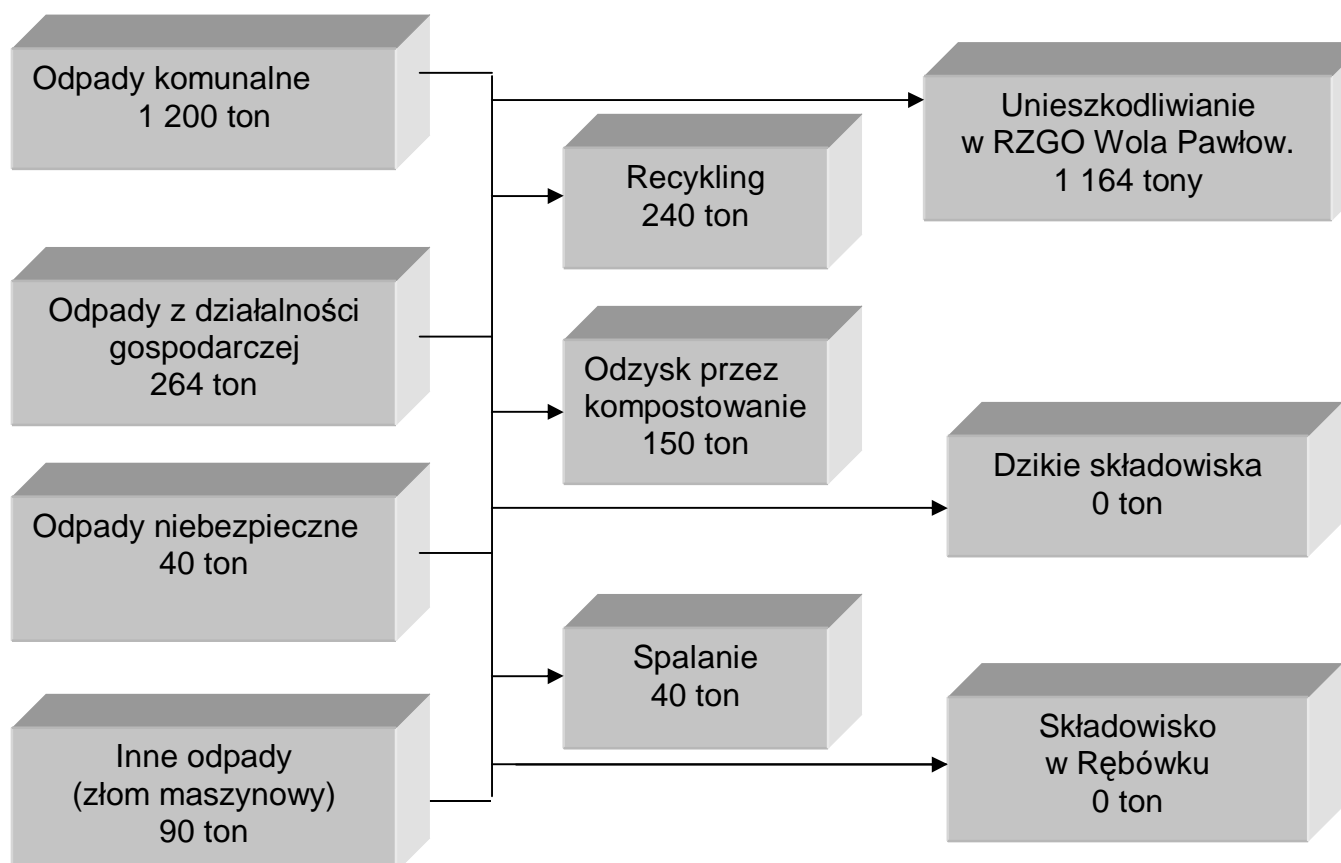 Odpady komunalne
1 200 ton
Odpady z działalności
gospodarczej
264 ton
Odpady niebezpieczne
40 ton
Inne odpady
(złom maszynowy)
90 ton
Recykling
240 ton
Odzysk przez
kompostowanie
150 ton
Spalanie
40 ton
Unieszkodliwianie
w RZGO Wola Pawłow.
1 164 tony
Dzikie składowiska
0 ton
Składowisko
w Rębówku
0 ton